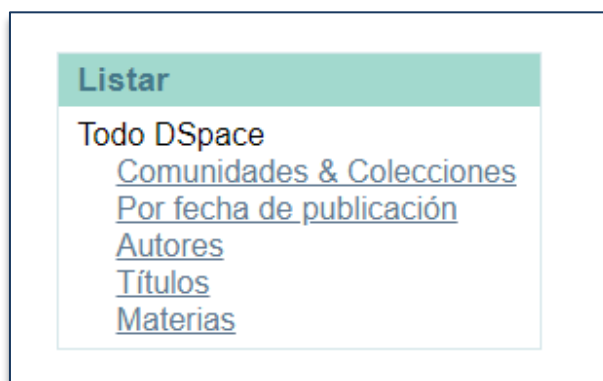 Listar
Todo DSpace
Comunidades & Colecciones
Por fecha de publicación
Autores
Títulos
Materias